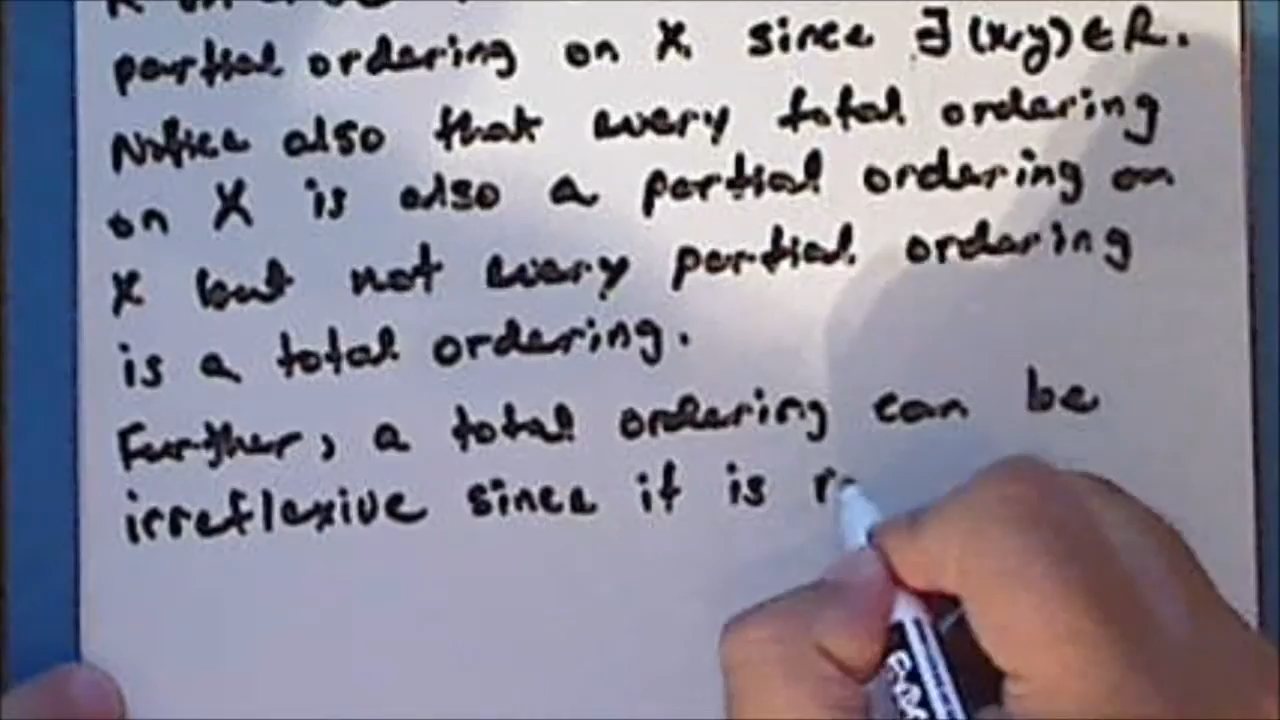 partial ordering on X since ∃(x,y)∈R.
Notice also that every total ordering
on X is also a partial ordering on
X but not every partial ordering
is a total ordering.
Further, a total ordering can be
irreflexive since it is